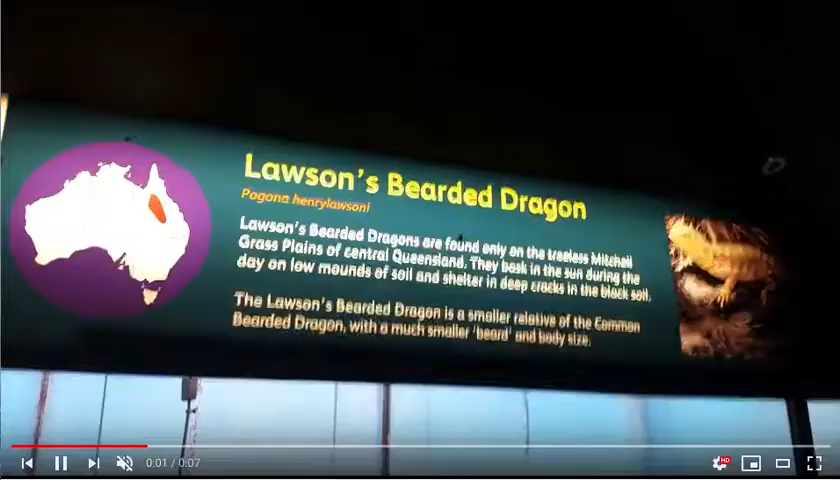 Lawson's Bearded Dragon
Pogona henrylawsoni
Lawson's Bearded Dragons are found only on the treeless Mitchell
Grass Plains of central Queensland. They bask in the sun during the
day on low mounds of soil and shelter in deep cracks in the black soil.
The Lawson's Bearded Dragon is a smaller relative of the Common
Bearded Dragon, with a much smaller 'beard' and body size.
0:01 / 0:07
HD